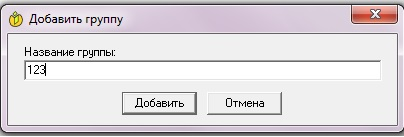 Добавить группу
Название группы:
123
Добавить Отмена